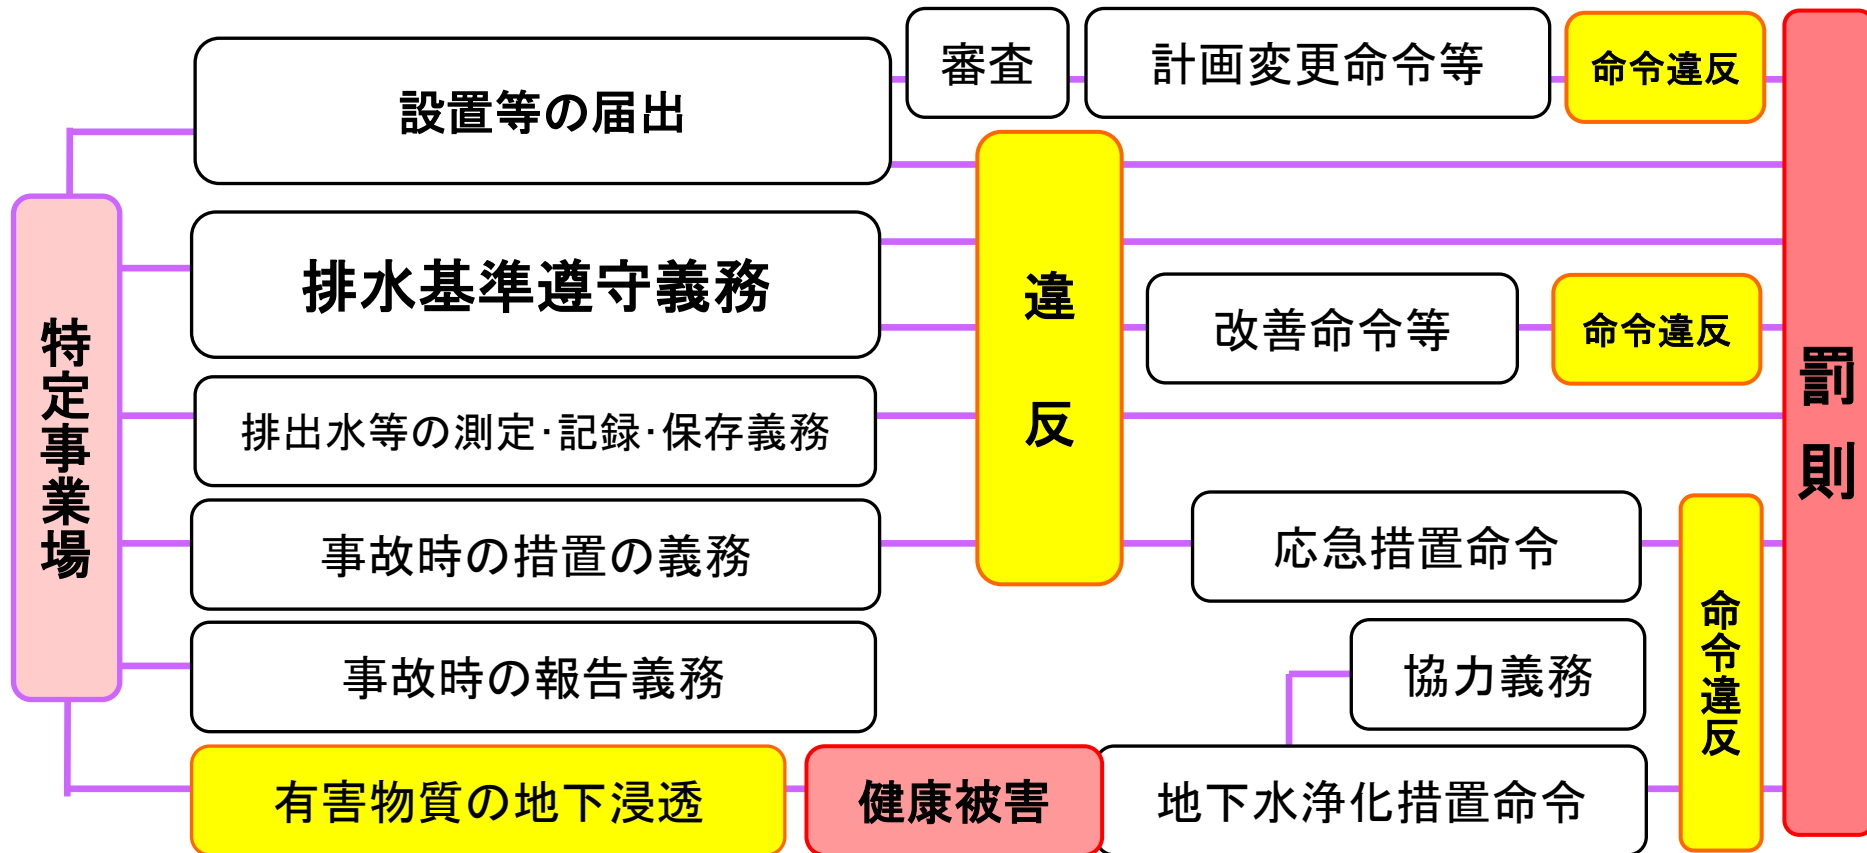 設置等の届出
審査
計画変更命令等
命令違反
特定事業場
排水基準遵守義務
違反
改善命令等
命令違反
罰則
排出水等の測定・記録・保存義務
事故時の措置の義務
応急措置命令
命令違反
事故時の報告義務
協力義務
有害物質の地下浸透
健康被害
地下水浄化措置命令